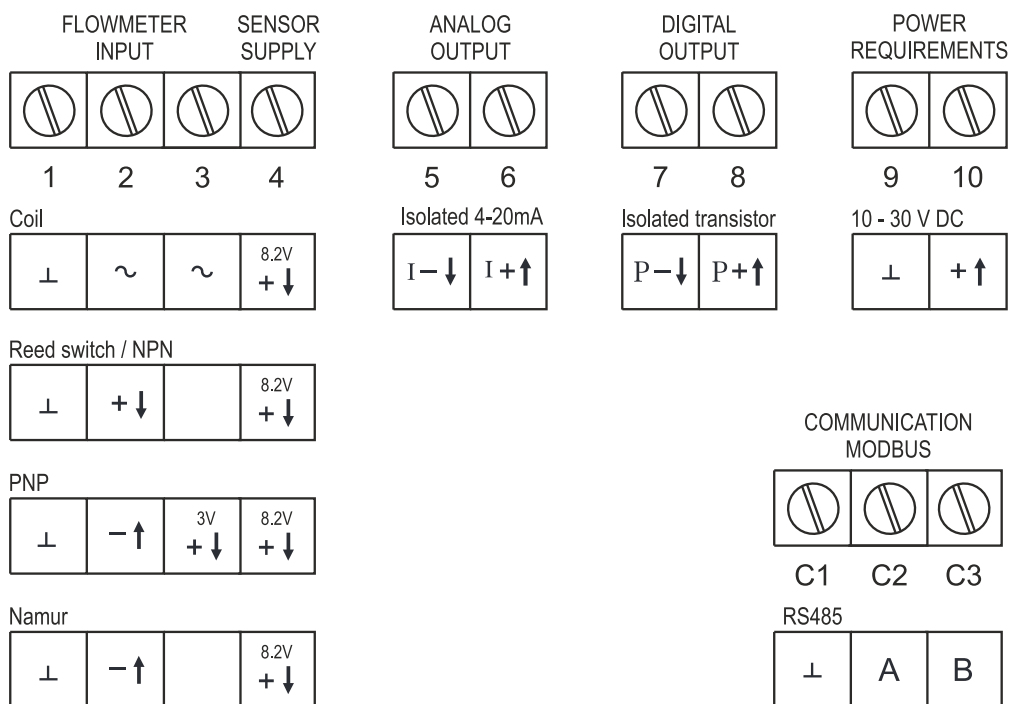 FLOWMETER INPUT
SENSOR SUPPLY
ANALOG OUTPUT
DIGITAL OUTPUT
POWER REQUIREMENTS
1 2 3 4 5 6 7 8 9 10
Coil
Isolated 4-20mA
Isolated transistor
10 - 30 V DC
⊥ ~ ~ 8.2V + ↓
I - ↓ I + ↑
P - ↓ P + ↑
⊥ + ↑
Reed switch / NPN
⊥ + ↓ 8.2V + ↓
COMMUNICATION
MODBUS
PNP
⊥ - ↑ 3V + ↓ 8.2V + ↓
C1 C2 C3
Namur
RS485
⊥ - ↑ 8.2V + ↓
⊥ A B